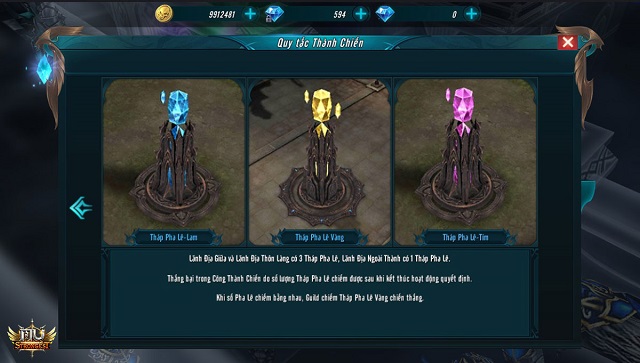 9912481
594
0
Quy tắc Thành Chiến
Tháp Pha Lê-Lam
Tháp Pha Lê Vàng
Tháp Pha Lê-Tím
Lãnh Địa Giữa và Lãnh Địa Thôn Làng có 3 Tháp Pha Lê, Lãnh Địa Ngoài Thành có 1 Tháp Pha Lê.
Thắng bại trong Công Thành Chiến do số lượng Tháp Pha Lê chiếm được sau khi kết thúc hoạt động quyết định.
Khi số Pha Lê chiếm bằng nhau, Guild chiếm Tháp Pha Lê Vàng chiến thắng.
MU
STRONGEST